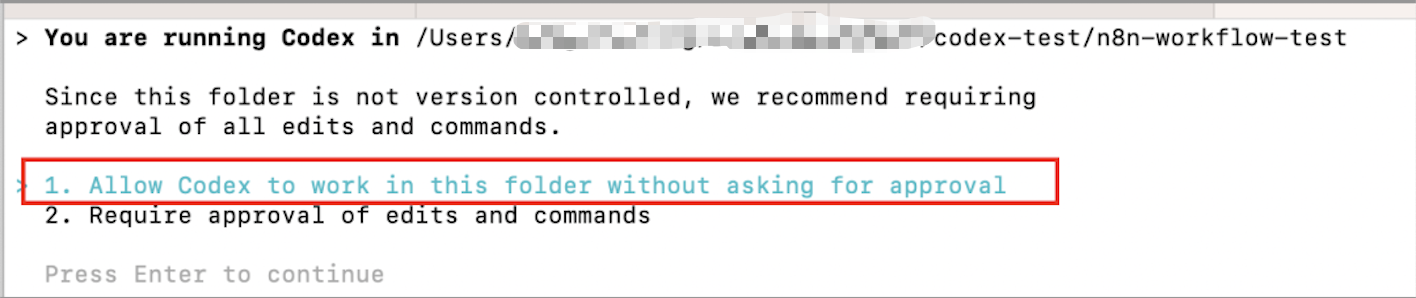 > You are running Codex in /Users/ /codex-test/n8n-workflow-test
Since this folder is not version controlled, we recommend requiring
approval of all edits and commands.
> 1. Allow Codex to work in this folder without asking for approval
2. Require approval of edits and commands
Press Enter to continue